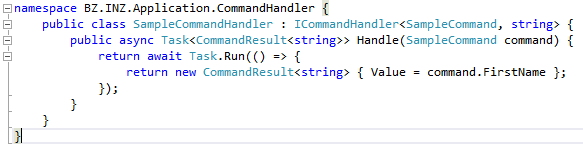 namespace BZ.INZ.Application.CommandHandler {
    public class SampleCommandHandler : ICommandHandler<SampleCommand, string> {
        public async Task<CommandResult<string>> Handle(SampleCommand command) {
            return await Task.Run(() => {
                return new CommandResult<string> { Value = command.FirstName };
            });
        }
    }
}